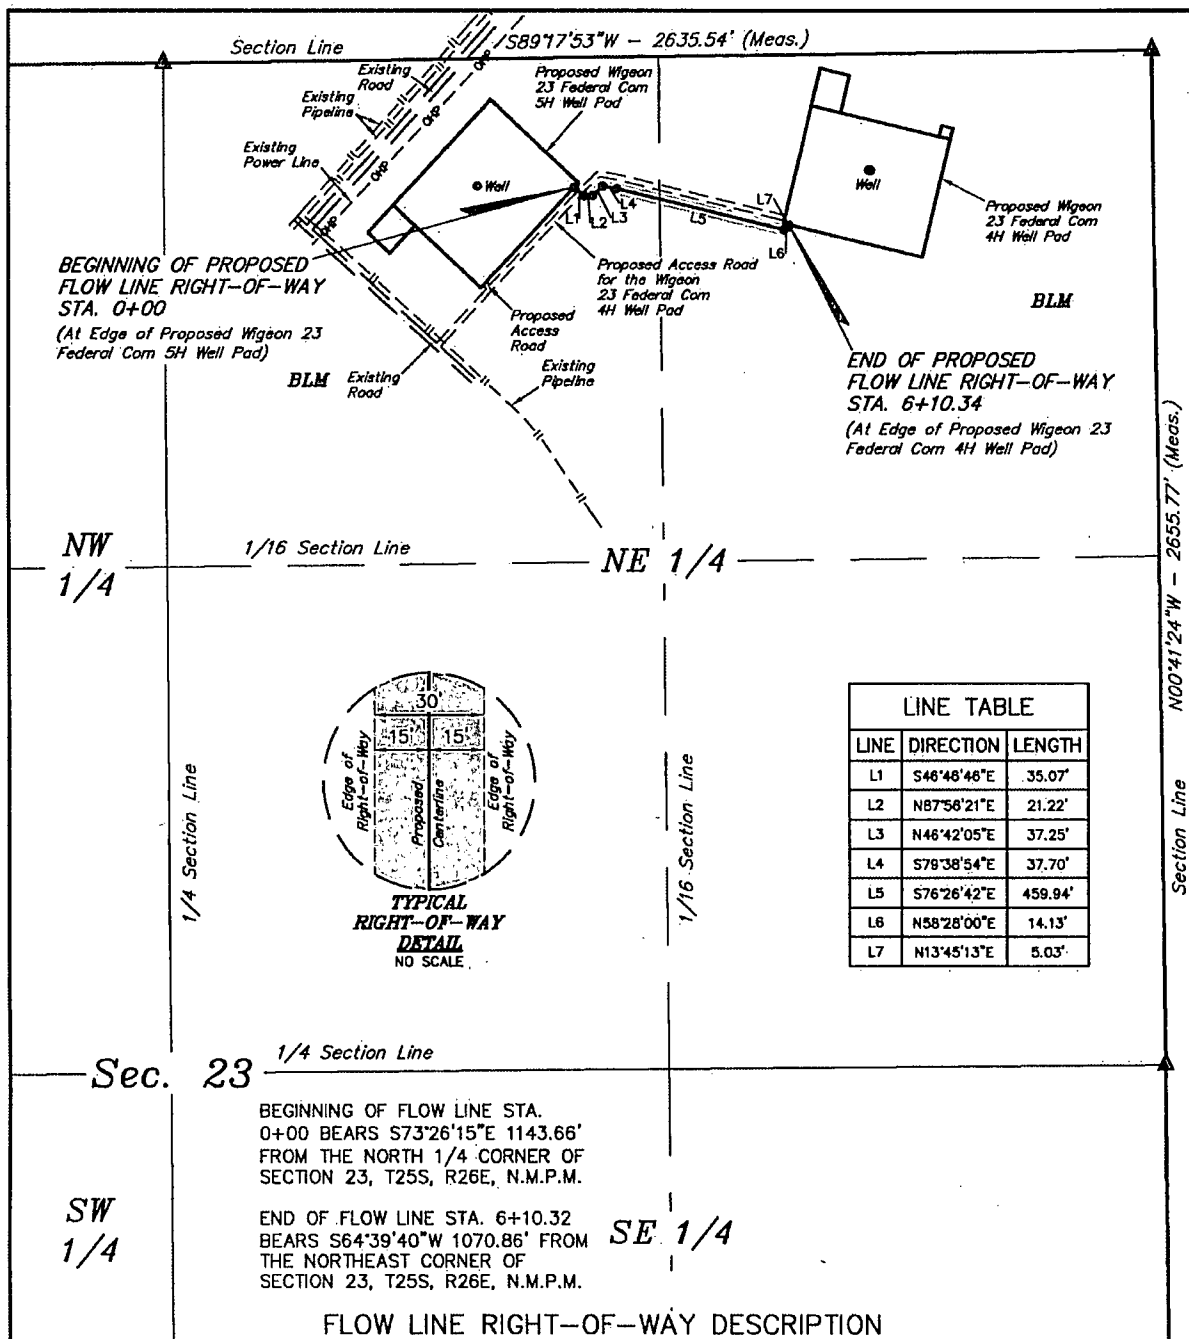 Section Line
S89°17'53"W - 2635.54' (Meas.)
Existing
Road
Existing
Pipeline
Existing
Power Line
OHP
OHP
OHP
OHP
Proposed Wigeon
23 Federal Com
5H Well Pad
Well
L1
L2
L3
L4
L5
L6
L7
Well
Proposed Wigeon
23 Federal Com
4H Well Pad
BEGINNING OF PROPOSED
FLOW LINE RIGHT-OF-WAY
STA. 0+00
(At Edge of Proposed Wigeon 23
Federal Com 5H Well Pad)
Proposed Access Road
for the Wigeon
23 Federal Com
4H Well Pad
Proposed
Access
Road
BLM
BLM
Existing
Road
Existing
Pipeline
END OF PROPOSED
FLOW LINE RIGHT-OF-WAY
STA. 6+10.34
(At Edge of Proposed Wigeon 23
Federal Com 4H Well Pad)
N00°41'24"W - 2655.77' (Meas.)
Section Line
NW
1/4
1/16 Section Line
NE 1/4
30'
15' 15'
Edge of
Right-of-Way
Proposed
Centerline
Edge of
Right-of-Way
TYPICAL
RIGHT-OF-WAY
DETAIL
NO SCALE
1/4 Section Line
1/16 Section Line
LINE TABLE
LINE DIRECTION LENGTH
L1 S46°46'46"E 35.07'
L2 N87°56'21"E 21.22'
L3 N46°42'05"E 37.25'
L4 S79°38'54"E 37.70'
L5 S76°26'42"E 459.94'
L6 N58°28'00"E 14.13'
L7 N13°45'13"E 5.03'
1/4 Section Line
Sec. 23
BEGINNING OF FLOW LINE STA.
0+00 BEARS S73°26'15"E 1143.66'
FROM THE NORTH 1/4 CORNER OF
SECTION 23, T25S, R26E, N.M.P.M.
END OF FLOW LINE STA. 6+10.32
BEARS S64°39'40"W 1070.86' FROM
THE NORTHEAST CORNER OF
SECTION 23, T25S, R26E, N.M.P.M.
SW
1/4
SE 1/4
FLOW LINE RIGHT-OF-WAY DESCRIPTION